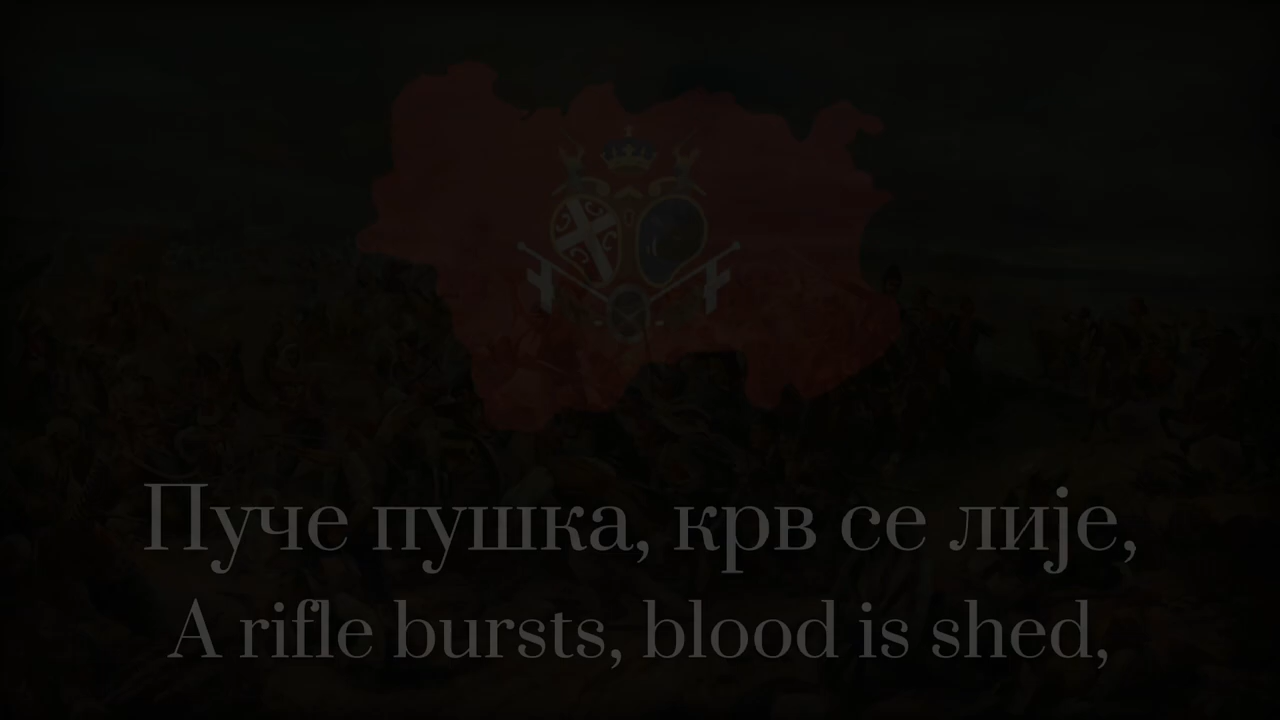 Пуче пушка, крв се лије,
A rifle bursts, blood is shed,